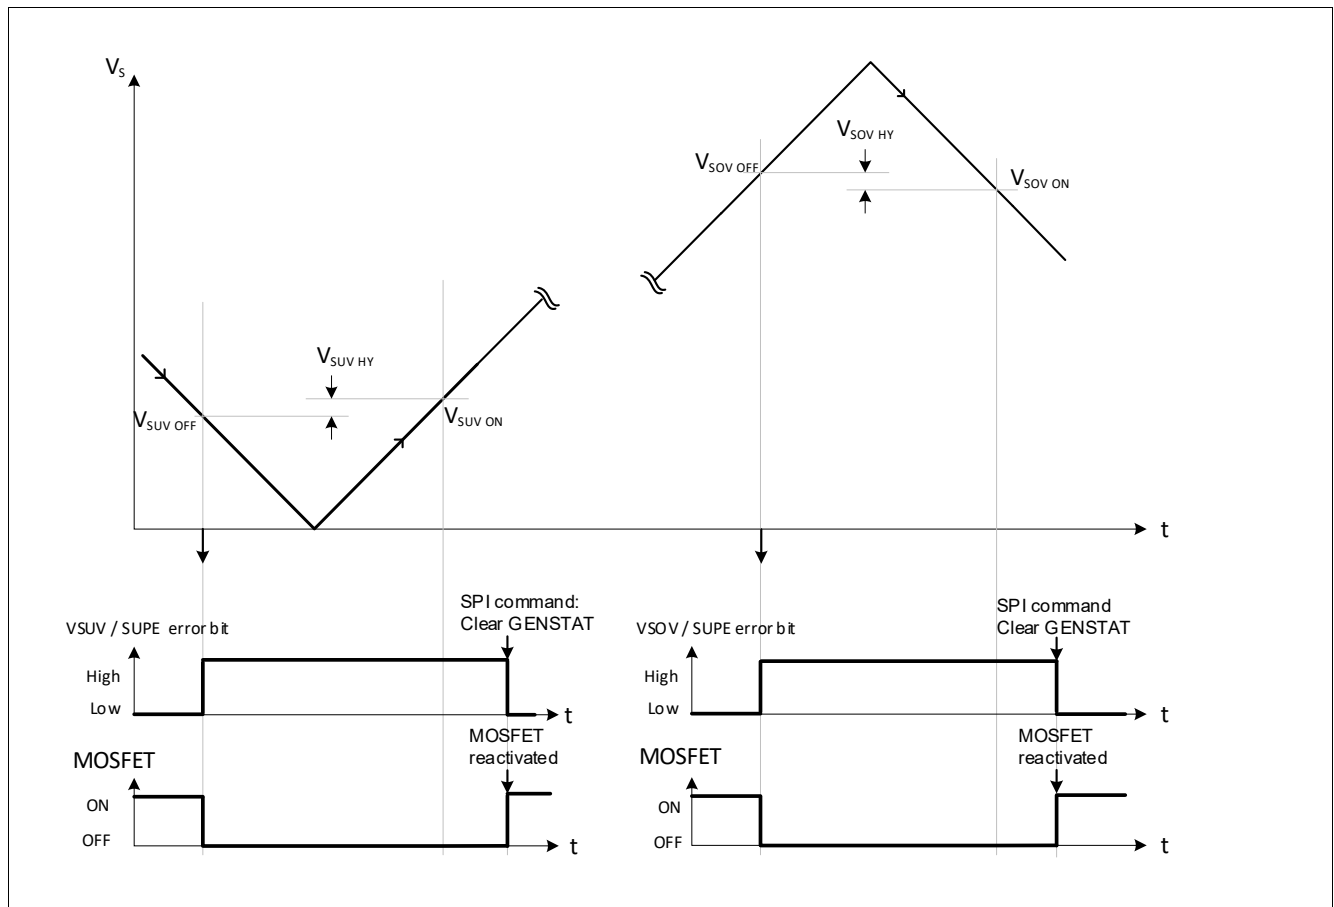 VS
VSOV HY
VSOV OFF
VSOV ON
VSUV HY
VSUV OFF
VSUV ON
t
SPI command:
Clear GENSTAT
VSUV / SUPE error bit
High
Low
t
MOSFET
reactivated
MOSFET
ON
OFF
t
SPI command
Clear GENSTAT
VSOV / SUPE error bit
High
Low
t
MOSFET
reactivated
MOSFET
ON
OFF
t